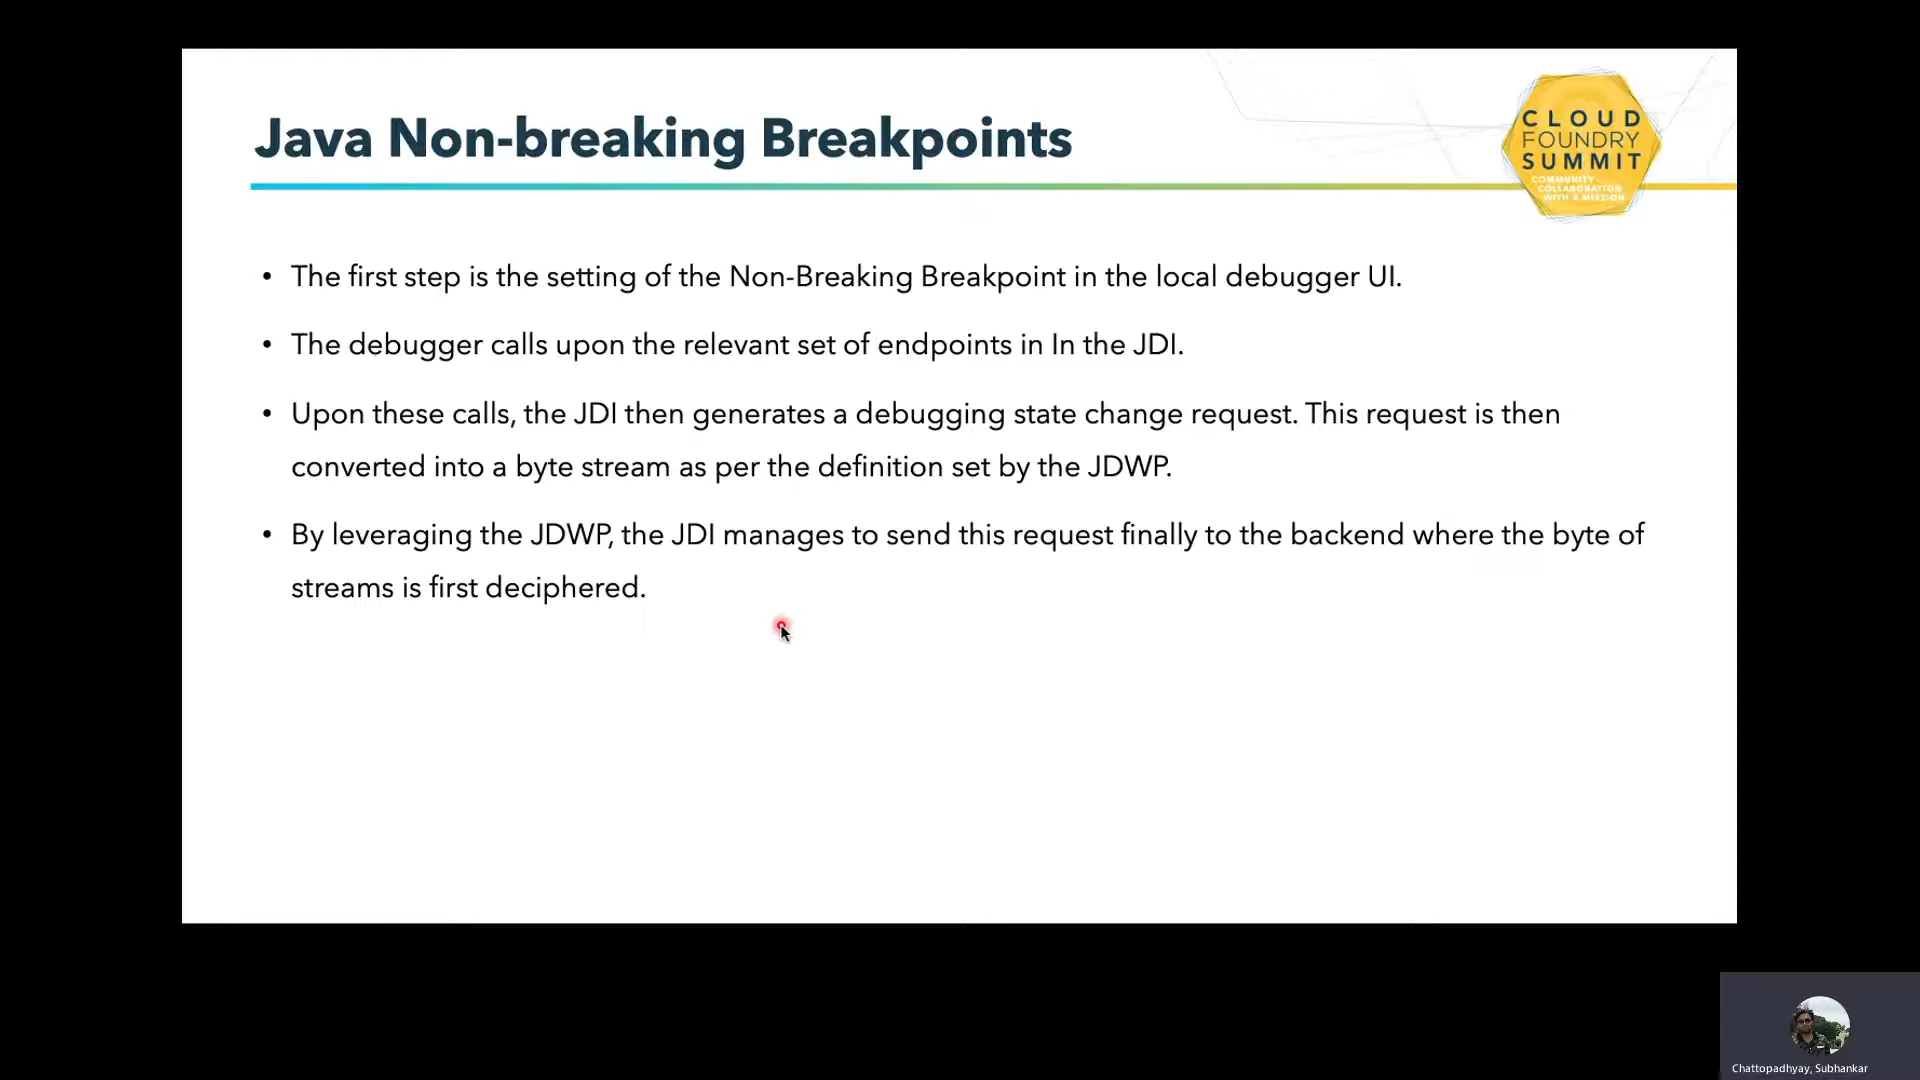 Java Non-breaking Breakpoints
CLOUD
FOUNDRY
SUMMIT
COMMUNITY
COLLABORATION
WITH A MISSION
• The first step is the setting of the Non-Breaking Breakpoint in the local debugger UI.
• The debugger calls upon the relevant set of endpoints in In the JDI.
• Upon these calls, the JDI then generates a debugging state change request. This request is then
converted into a byte stream as per the definition set by the JDWP.
• By leveraging the JDWP, the JDI manages to send this request finally to the backend where the byte of
streams is first deciphered.
Chattopadhyay, Subhankar